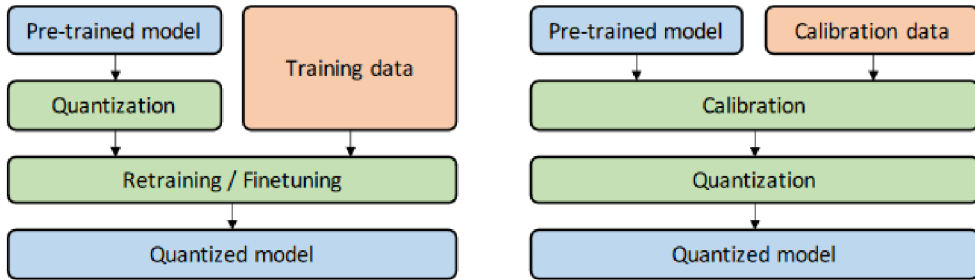 Pre-trained model
Training data
Quantization
Retraining / Finetuning
Quantized model
Pre-trained model
Calibration data
Calibration
Quantization
Quantized model